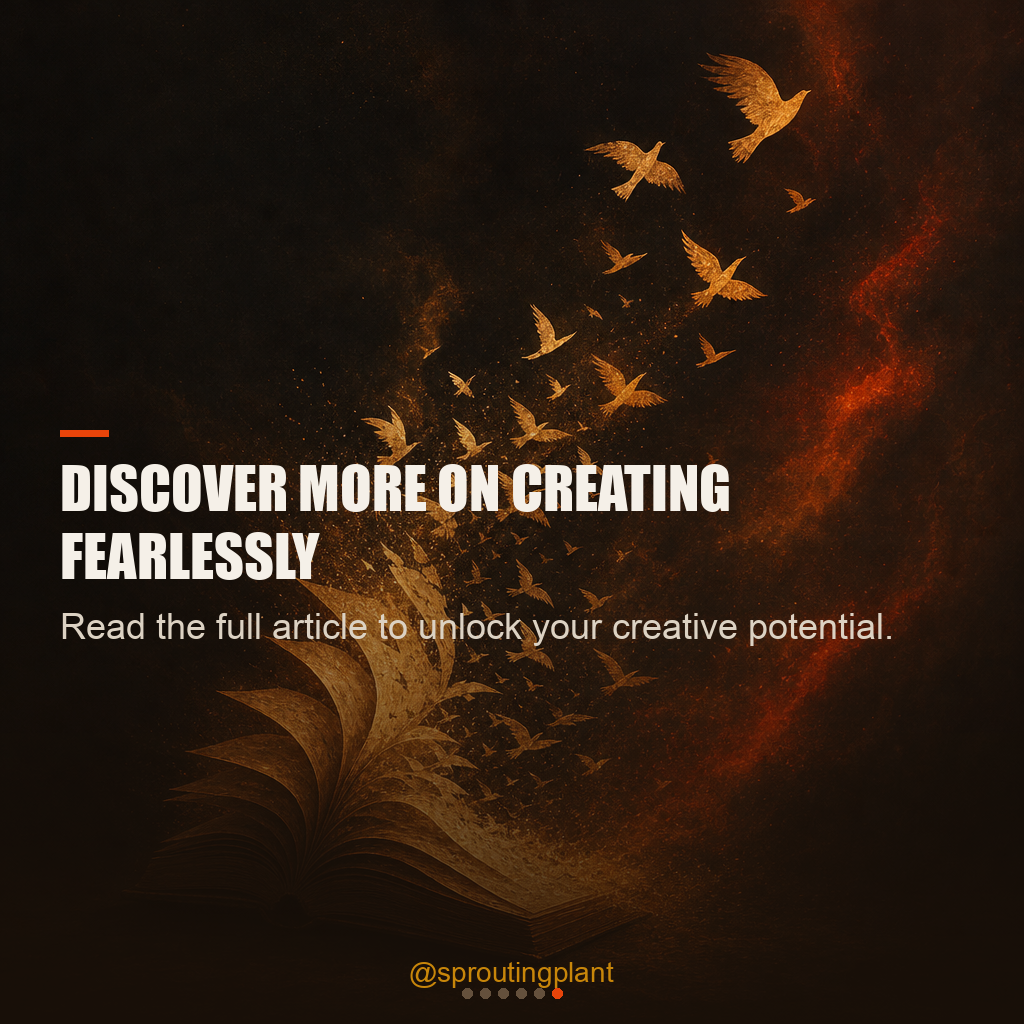 DISCOVER MORE ON CREATING
FEARLESSLY
Read the full article to unlock your creative potential.
@sproutingplant